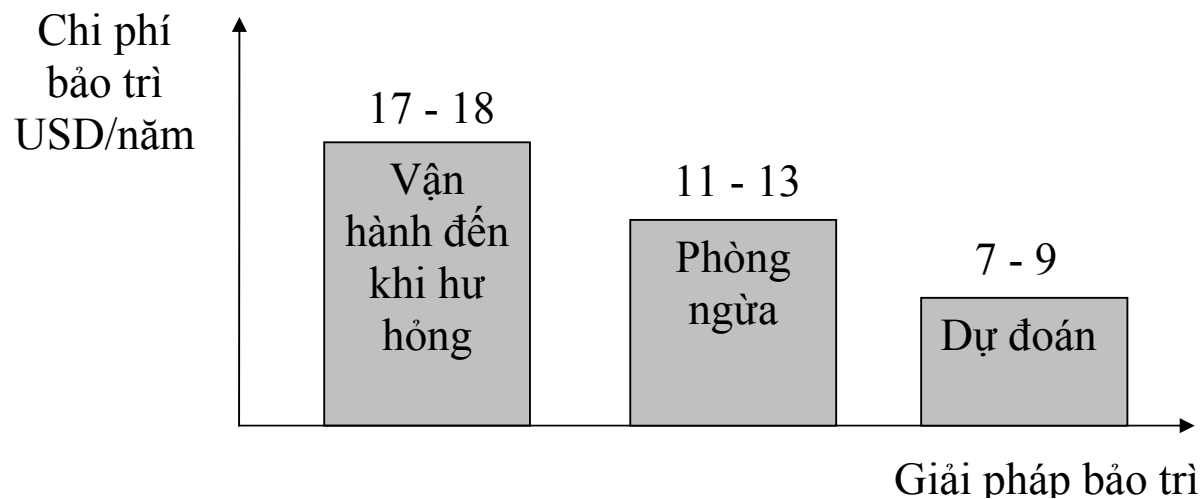 Chi phí
bảo trì
USD/năm
17 - 18
Vận
hành đến
khi hư
hỏng
11 - 13
Phòng
ngừa
7 - 9
Dự đoán
Giải pháp bảo trì